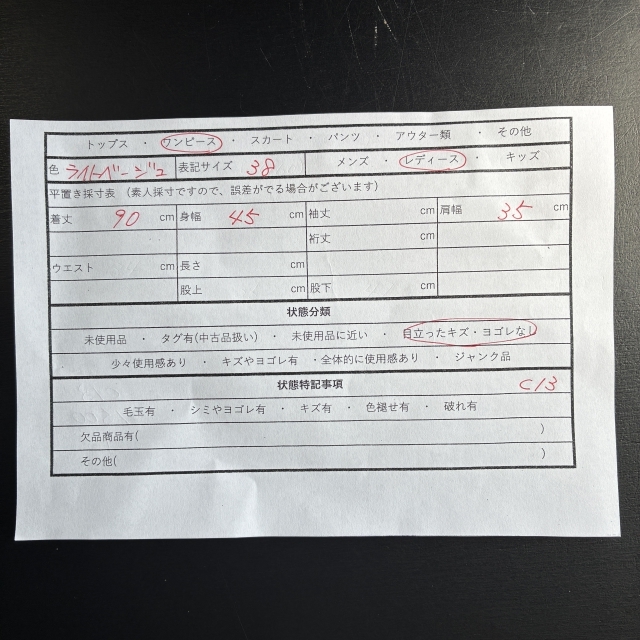 トップス ・ ワンピース ・ スカート ・ パンツ ・ アウター類 ・ その他
色 ライトベージュ 表記サイズ 38 メンズ ・ レディース ・ キッズ
平置き採寸表 (素人採寸ですので、誤差がでる場合がございます)
着丈 90 cm 身幅 45 cm 袖丈 cm 肩幅 35 cm
裄丈 cm
ウエスト cm 長さ cm
股上 cm 股下 cm
状態分類
未使用品 ・ タグ有(中古品扱い) ・ 未使用品に近い ・ 目立ったキズ・ヨゴレなし
少々使用感あり ・ キズやヨゴレ有 ・全体的に使用感あり ・ ジャンク品
状態特記事項 C13
毛玉有 ・ シミやヨゴレ有 ・ キズ有 ・ 色褪せ有 ・ 破れ有
欠品商品有( )
その他( )